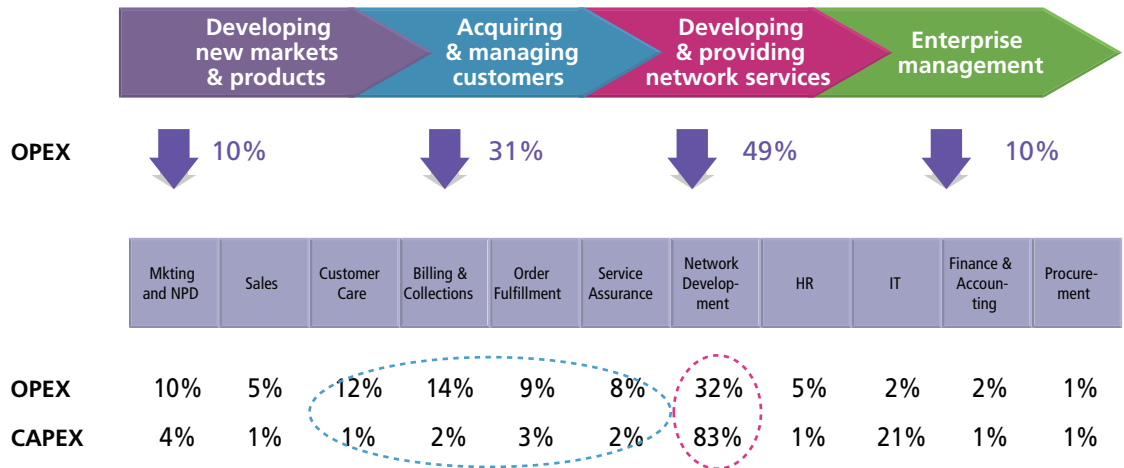 Developing
new markets
& products
Acquiring
& managing
customers
Developing
& providing
network services
Enterprise
management
OPEX 10% 31% 49% 10%
Mkting
and NPD
Sales
Customer
Care
Billing &
Collections
Order
Fulfillment
Service
Assurance
Network
Develop-
ment
HR
IT
Finance &
Accoun-
ting
Procure-
ment
OPEX 10% 5% 12% 14% 9% 8% 32% 5% 2% 2% 1%
CAPEX 4% 1% 1% 2% 3% 2% 83% 1% 21% 1% 1%